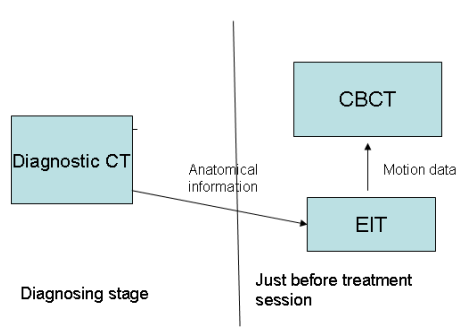 CBCT
Diagnostic CT
Anatomical
information
Motion data
EIT
Diagnosing stage
Just before treatment
session